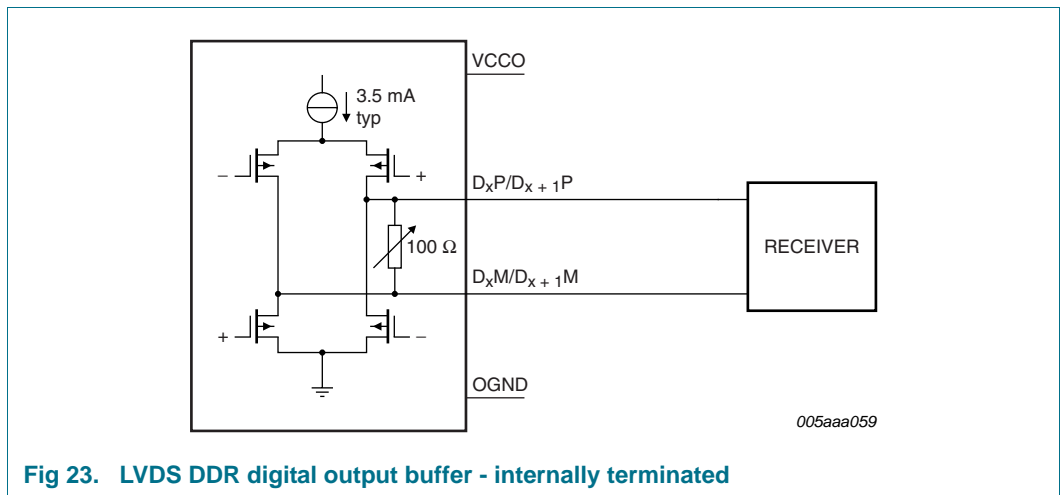 VCCO
3.5 mA
typ
−
+
DxP/Dx + 1P
100 Ω
RECEIVER
DxM/Dx + 1M
+
−
OGND
005aaa059
Fig 23. LVDS DDR digital output buffer - internally terminated